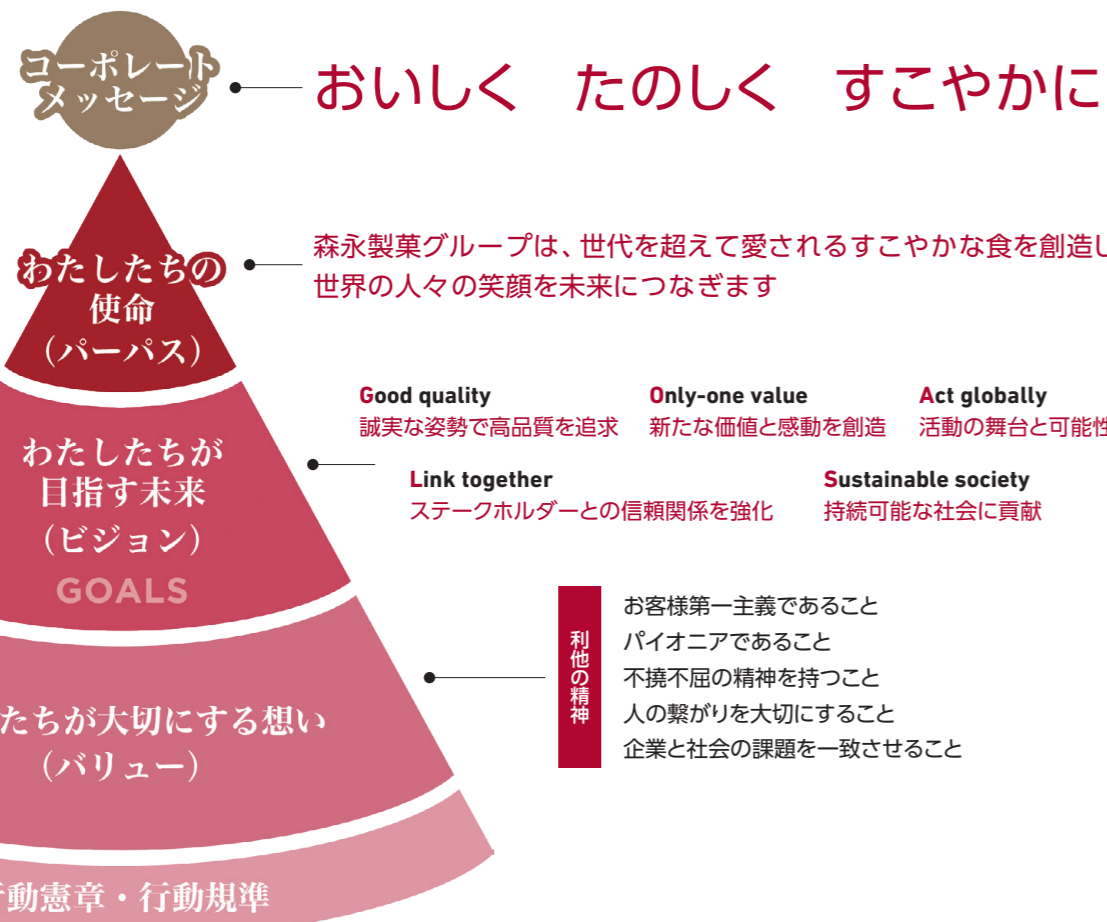 コーポレート
メッセージ
おいしく たのしく すこやかに
わたしたちの
使命
（パーパス）
森永製菓グループは、世代を超えて愛されるすこやかな食を創造し
世界の人々の笑顔を未来につなぎます
わたしたちが
目指す未来
（ビジョン）
GOALS
Good quality
誠実な姿勢で高品質を追求
Only-one value
新たな価値と感動を創造
Act globally
活動の舞台と可能性
Link together
ステークホルダーとの信頼関係を強化
Sustainable society
持続可能な社会に貢献
たちが大切にする想い
（バリュー）
利他の精神
お客様第一主義であること
パイオニアであること
不撓不屈の精神を持つこと
人の繋がりを大切にすること
企業と社会の課題を一致させること
動憲章・行動規準